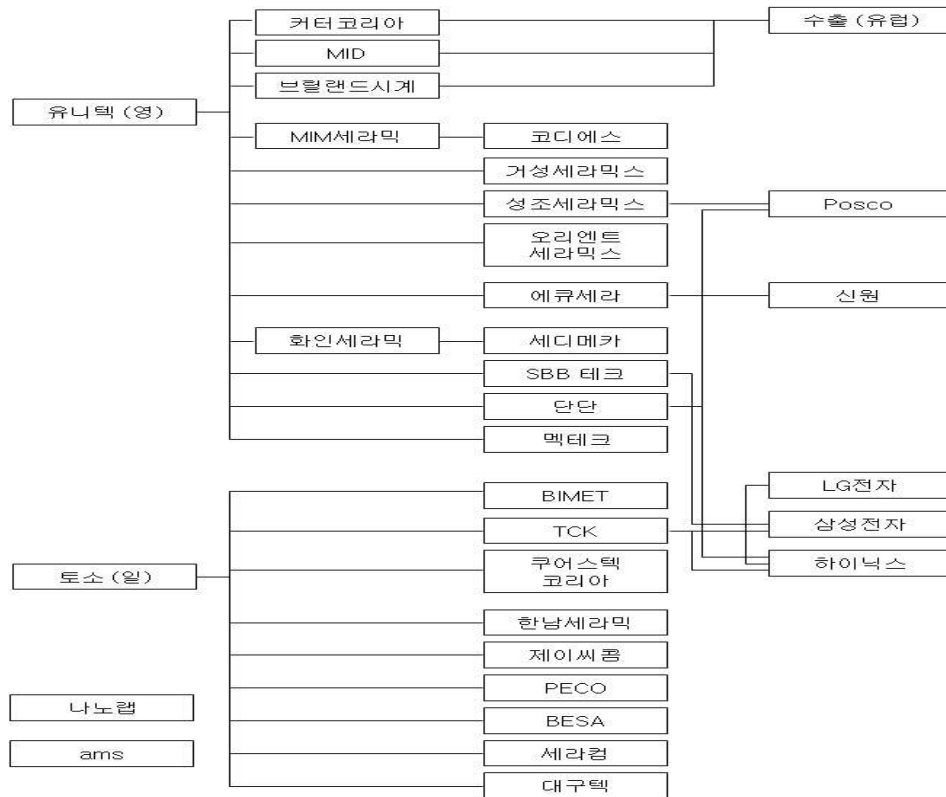 커터코리아
수출 (유럽)
MID
브릴랜드시계
유니텍 (영)
MIM세라믹
코디에스
거성세라믹스
성조세라믹스
Posco
오리엔트
세라믹스
에큐세라
신원
화인세라믹
세디메카
SBB 테크
단단
멕테크
LG전자
BIMET
삼성전자
TCK
하이닉스
쿠어스텍
코리아
토소 (일)
한남세라믹
제이씨콤
PECO
나노랩
BESA
ams
세라컴
대구텍